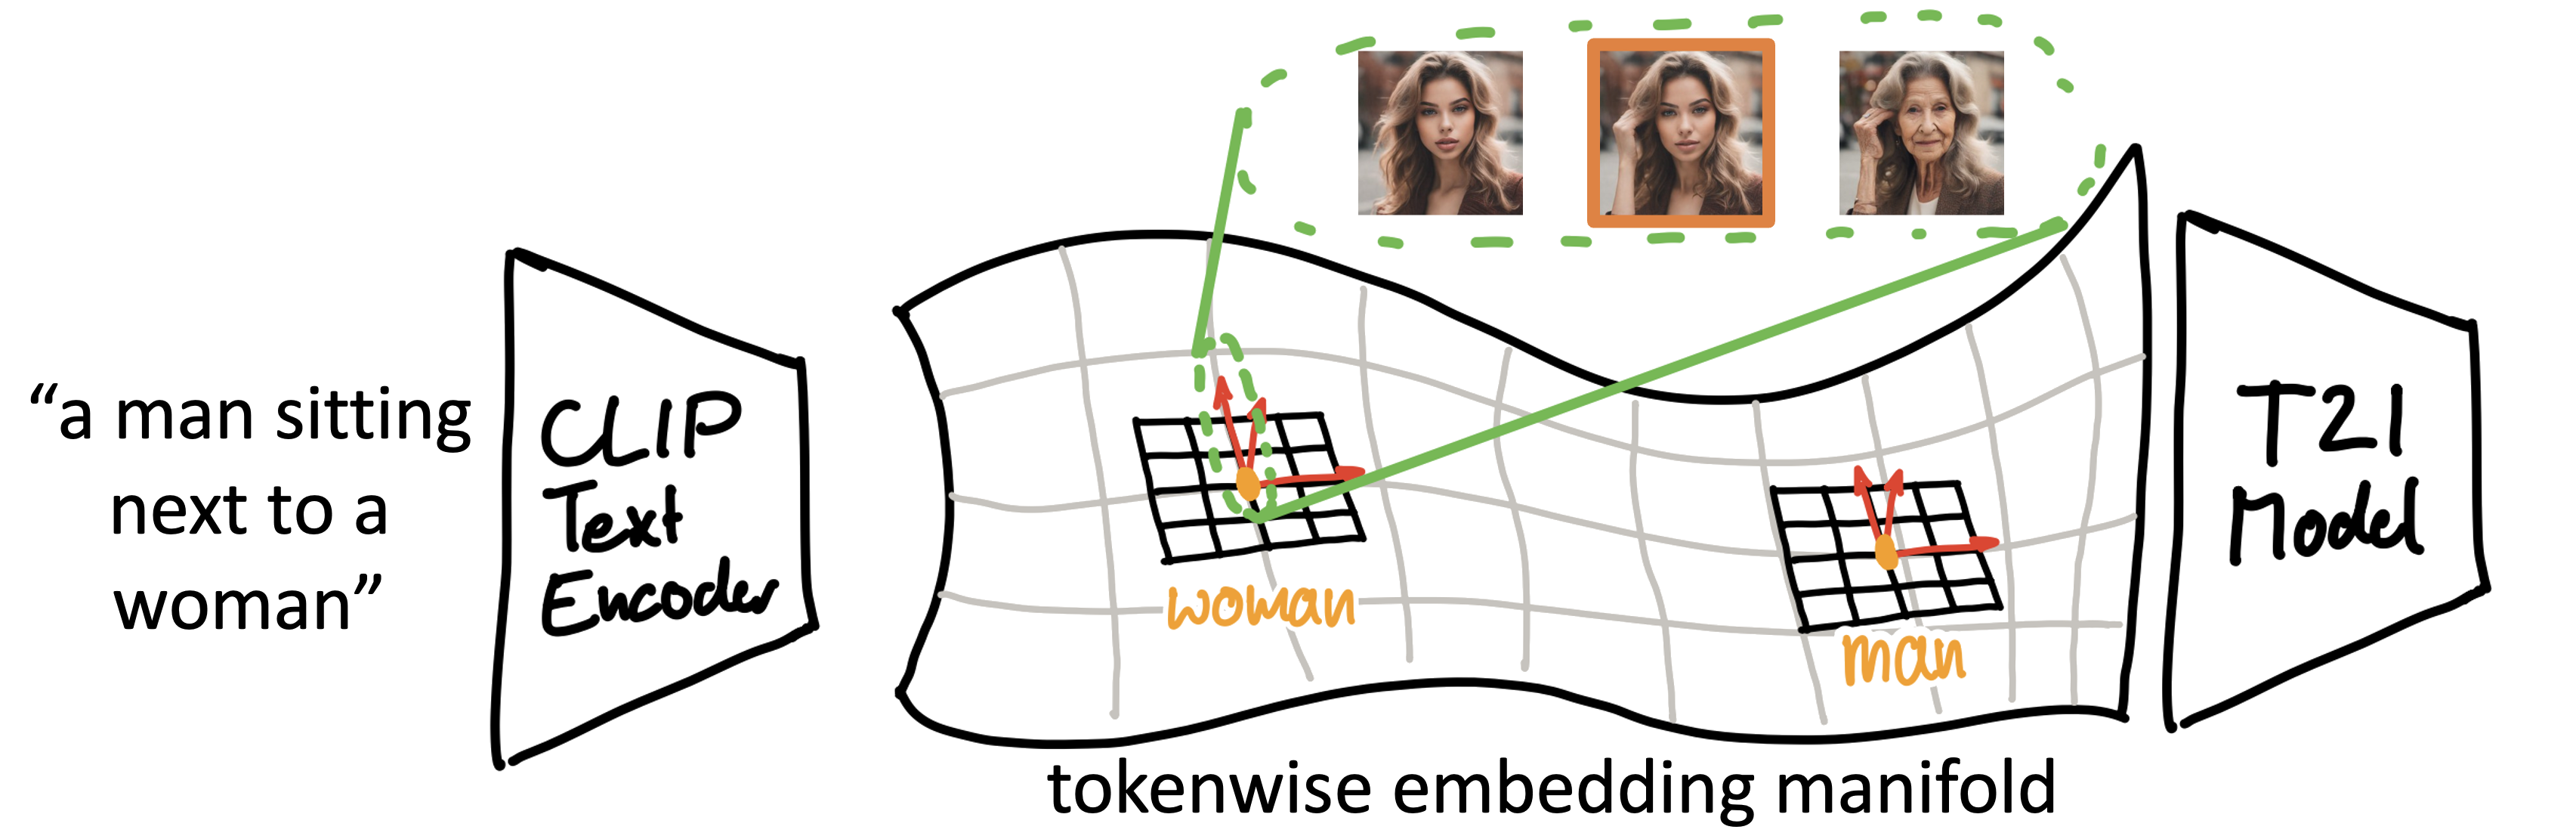 “a man sitting
next to a
woman”
CLIP
Text
Encoder
woman
man
tokenwise embedding manifold
T2I
Model